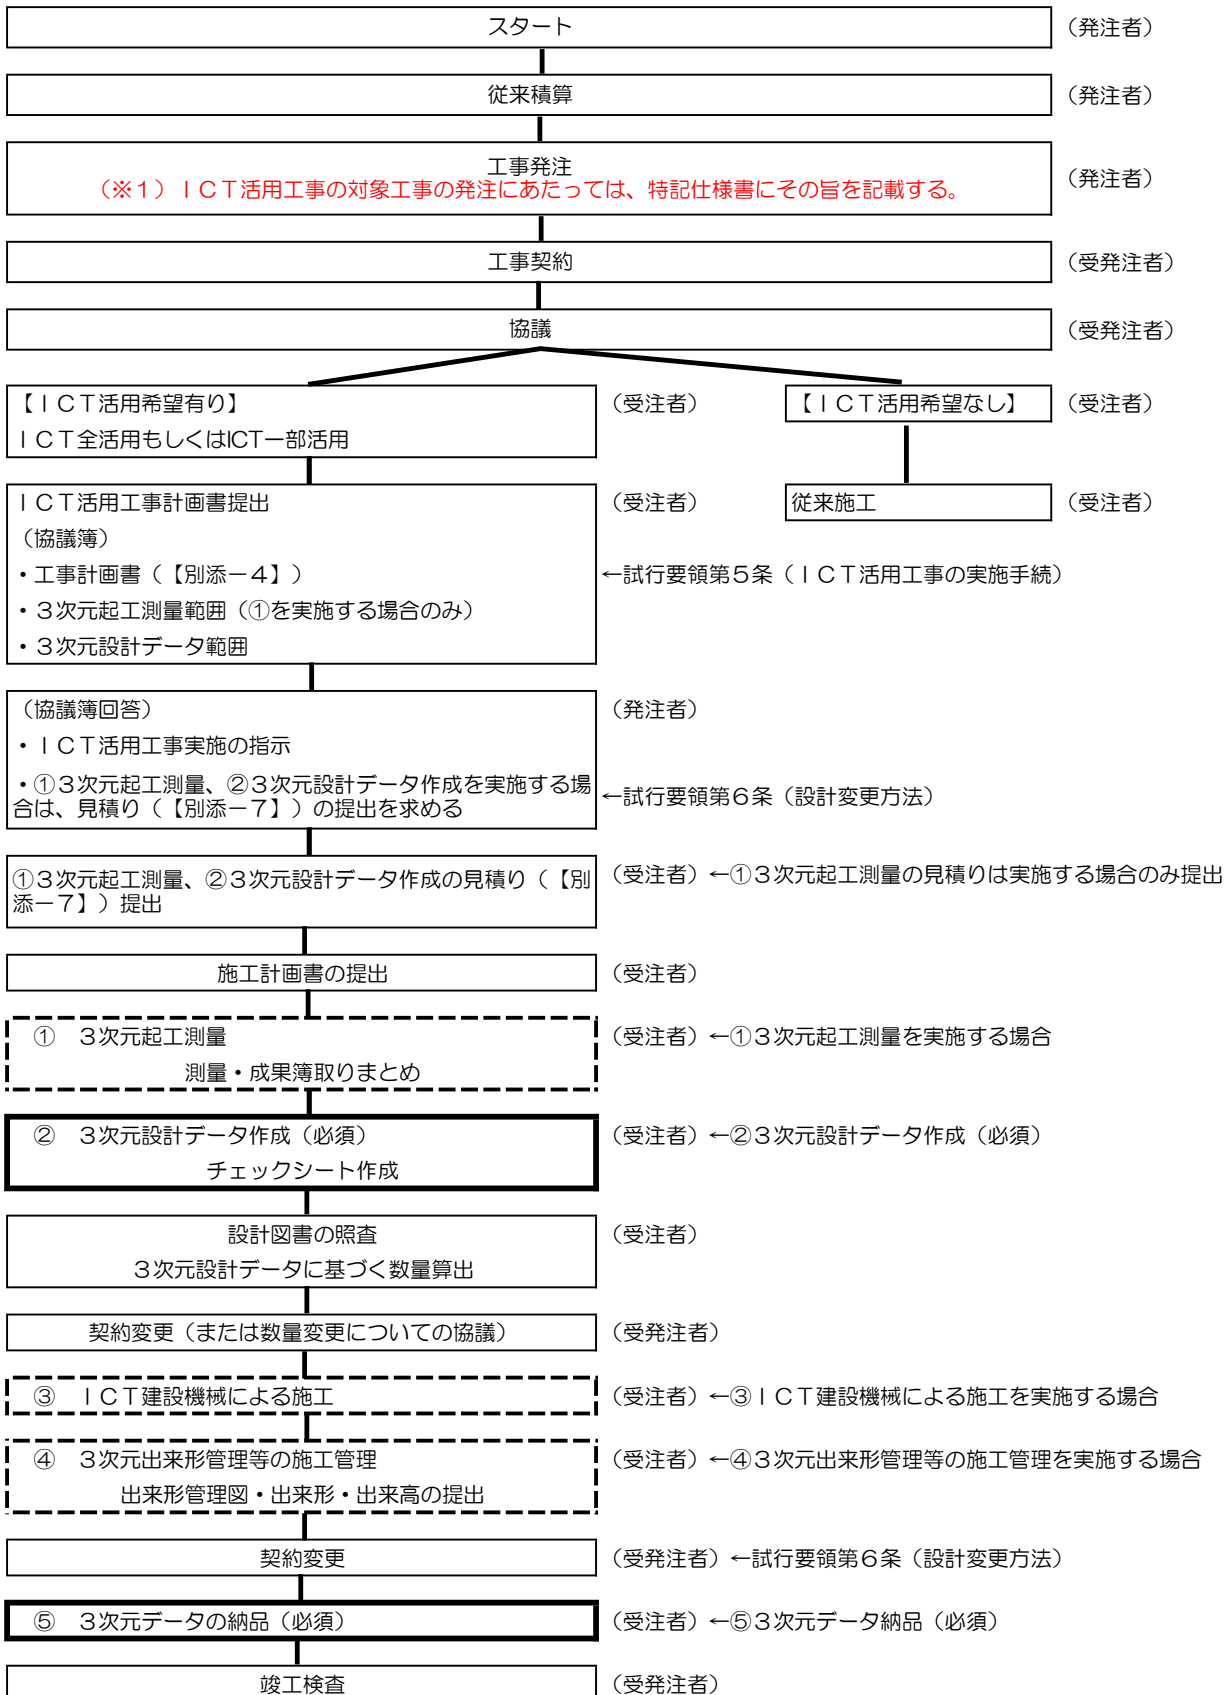 スタート （発注者）
従来積算 （発注者）
工事発注
（※１）ＩＣＴ活用工事の対象工事の発注にあたっては、特記仕様書にその旨を記載する。 （発注者）
工事契約 （受発注者）
協議 （受発注者）
【ＩＣＴ活用希望有り】 （受注者） 【ＩＣＴ活用希望なし】 （受注者）
ＩＣＴ全活用もしくはICT一部活用
ＩＣＴ活用工事計画書提出 （受注者） 従来施工 （受注者）
（協議簿）
・工事計画書（【別添－４】） ←試行要領第５条（ＩＣＴ活用工事の実施手続）
・３次元起工測量範囲（①を実施する場合のみ）
・３次元設計データ範囲
（協議簿回答） （発注者）
・ＩＣＴ活用工事実施の指示
・①３次元起工測量、②３次元設計データ作成を実施する場
合は、見積り（【別添－７】）の提出を求める ←試行要領第６条（設計変更方法）
①３次元起工測量、②３次元設計データ作成の見積り（【別 （受注者）←①３次元起工測量の見積りは実施する場合のみ提出
添－７】）提出
施工計画書の提出 （受注者）
① ３次元起工測量 （受注者）←①３次元起工測量を実施する場合
測量・成果簿取りまとめ
② ３次元設計データ作成（必須） （受注者）←②３次元設計データ作成（必須）
チェックシート作成
設計図書の照査 （受注者）
３次元設計データに基づく数量算出
契約変更（または数量変更についての協議） （受発注者）
③ ＩＣＴ建設機械による施工 （受注者）←③ＩＣＴ建設機械による施工を実施する場合
④ ３次元出来形管理等の施工管理 （受注者）←④３次元出来形管理等の施工管理を実施する場合
出来形管理図・出来形・出来高の提出
契約変更 （受発注者）←試行要領第６条（設計変更方法）
⑤ ３次元データの納品（必須） （受注者）←⑤３次元データ納品（必須）
竣工検査 （受発注者）